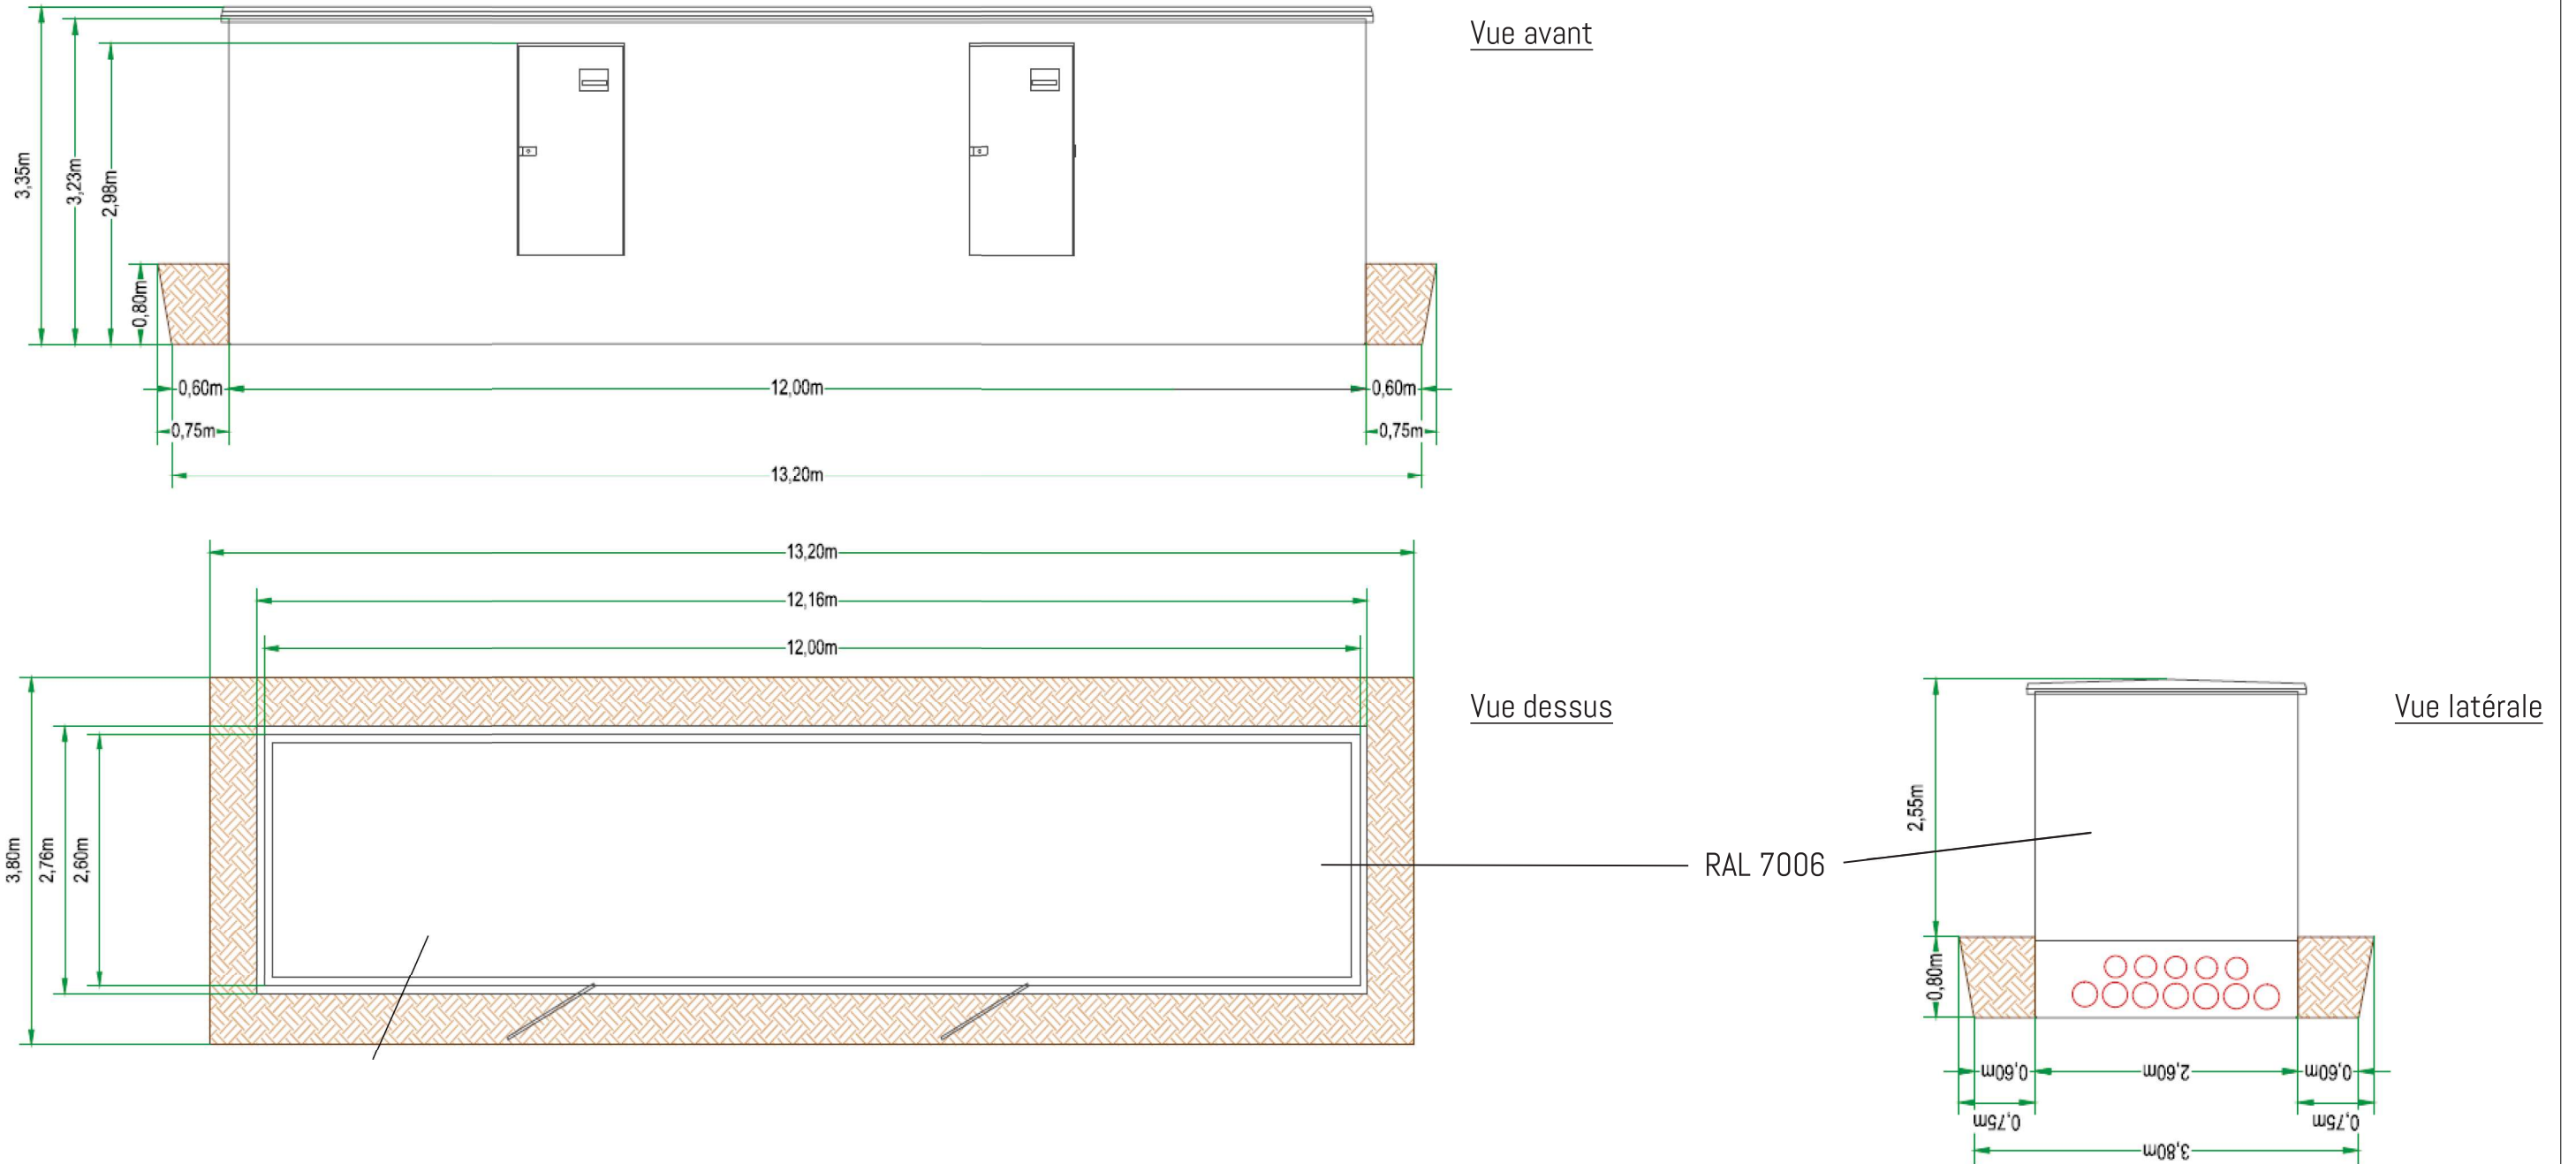 Vue avant
3,35m
3,23m
2,98m
0,80m
0,60m
12,00m
0,60m
0,75m
0,75m
13,20m
13,20m
12,16m
12,00m
Vue dessus
3,80m
2,76m
2,60m
RAL 7006
Vue latérale
2,55m
0,80m
0,60m
2,60m
0,60m
0,75m
0,75m
3,80m